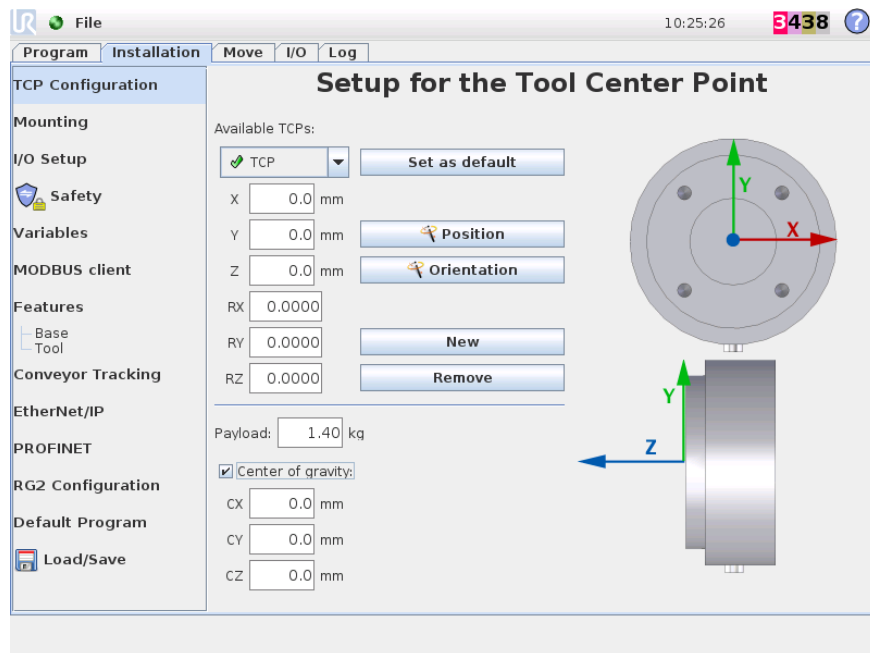 UR File 10:25:26 3438 ?
Program Installation Move I/O Log
TCP Configuration
Mounting
I/O Setup
Safety
Variables
MODBUS client
Features
Base
Tool
Conveyor Tracking
EtherNet/IP
PROFINET
RG2 Configuration
Default Program
Load/Save
Setup for the Tool Center Point
Available TCPs:
TCP Set as default
X 0.0 mm
Y 0.0 mm Position
Z 0.0 mm Orientation
RX 0.0000
RY 0.0000 New
RZ 0.0000 Remove
Payload: 1.40 kg
Center of gravity:
CX 0.0 mm
CY 0.0 mm
CZ 0.0 mm
Y
X
Y
Z